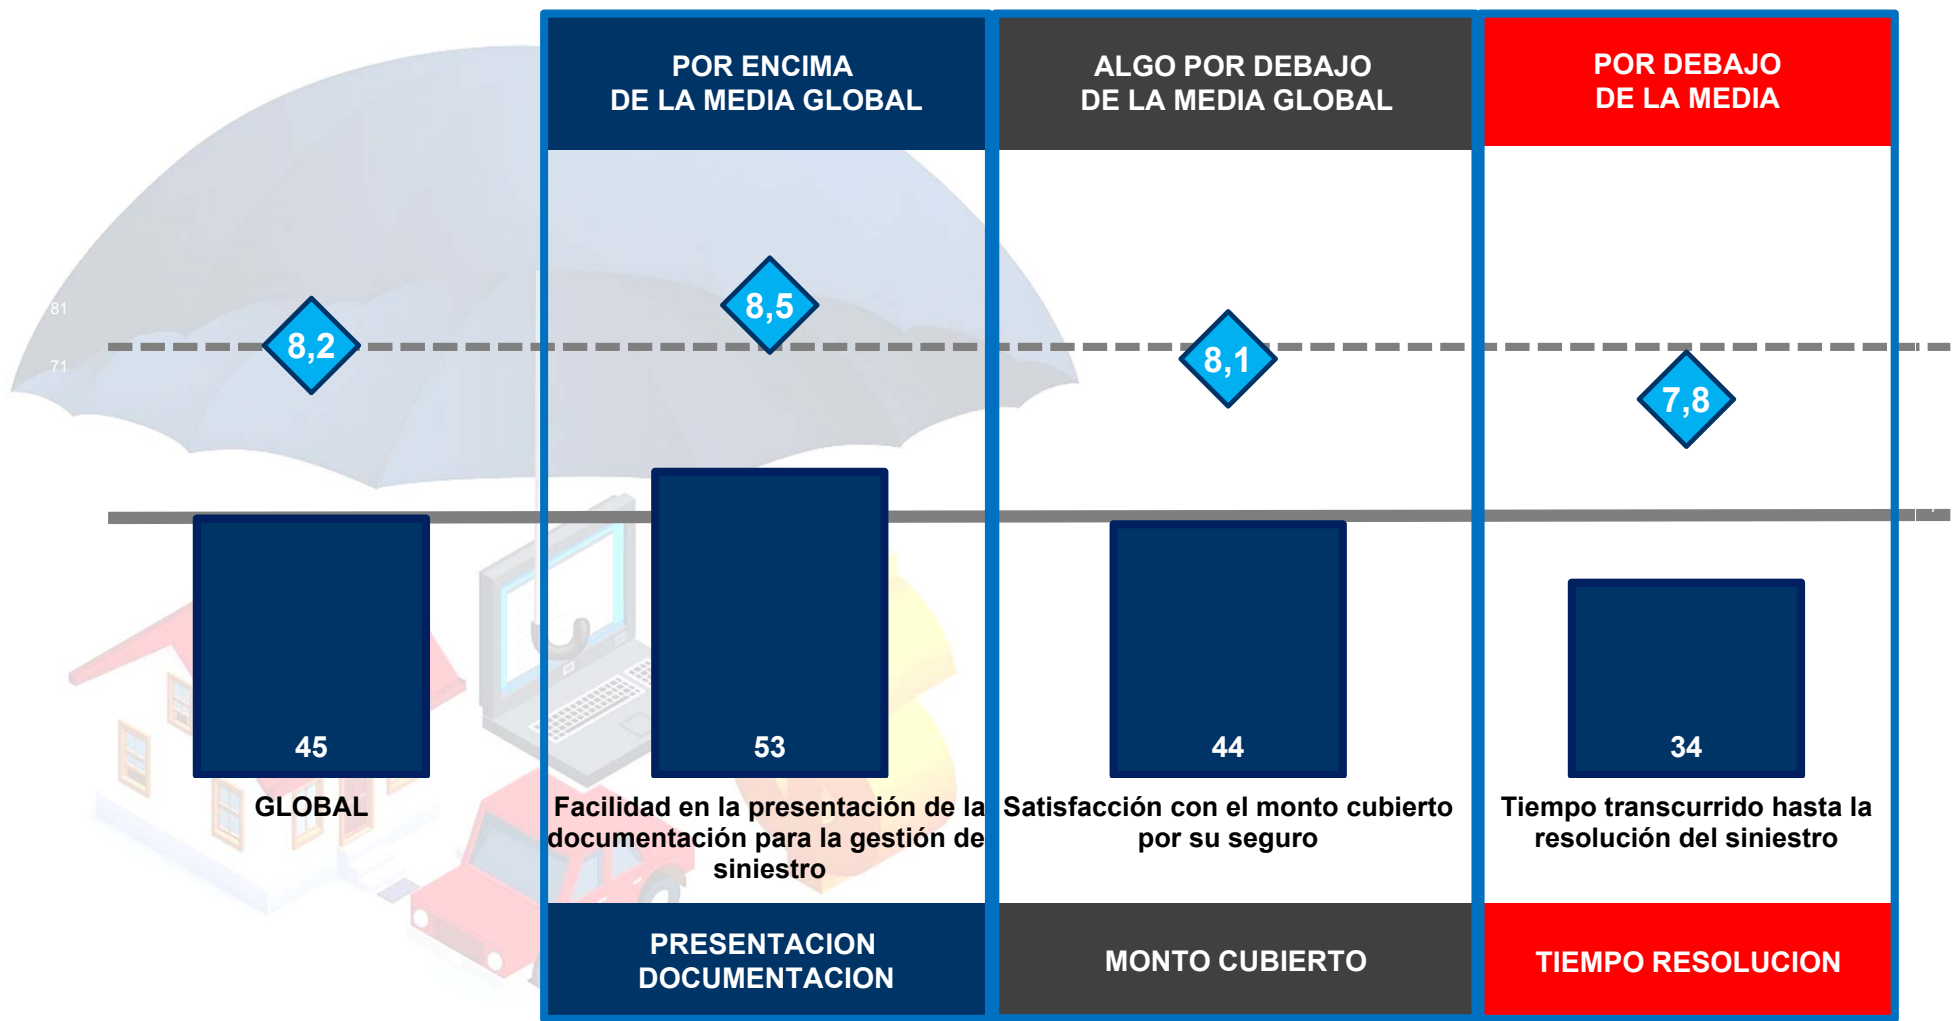 POR ENCIMA
DE LA MEDIA GLOBAL
ALGO POR DEBAJO
DE LA MEDIA GLOBAL
POR DEBAJO
DE LA MEDIA
81
71
8,2
8,5
8,1
7,8
45
53
44
34
GLOBAL
Facilidad en la presentación de la
documentación para la gestión de
siniestro
Satisfacción con el monto cubierto
por su seguro
Tiempo transcurrido hasta la
resolución del siniestro
PRESENTACION
DOCUMENTACION
MONTO CUBIERTO
TIEMPO RESOLUCION